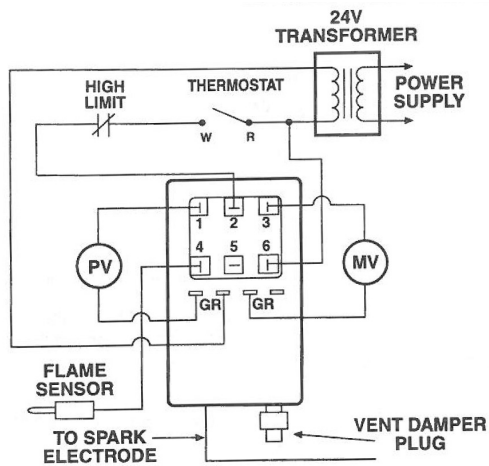 24V
TRANSFORMER
HIGH
LIMIT
THERMOSTAT
POWER
SUPPLY
W
R
1
2
3
4
5
6
PV
MV
GR
GR
FLAME
SENSOR
TO SPARK
ELECTRODE
VENT DAMPER
PLUG